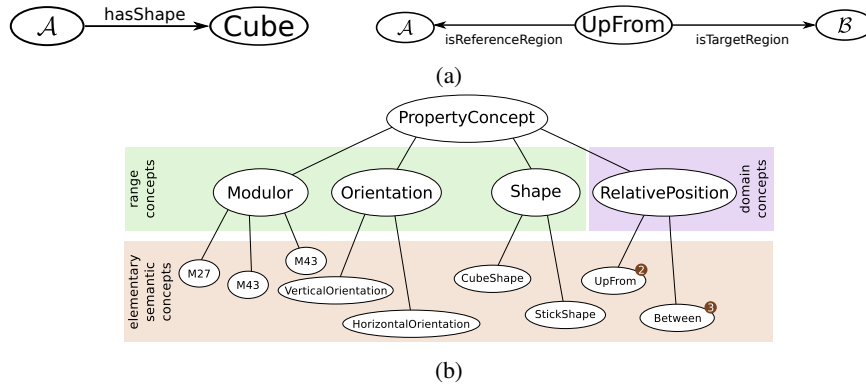 hasShape
𝒜 Cube
𝒜 UpFrom ℬ
isReferenceRegion isTargetRegion
(a)
PropertyConcept
range
concepts
Modulor Orientation Shape RelativePosition
domain
concepts
elementary
semantic
concepts
M27 M43 M43
VerticalOrientation
HorizontalOrientation
CubeShape
StickShape
UpFrom 2
Between 3
(b)